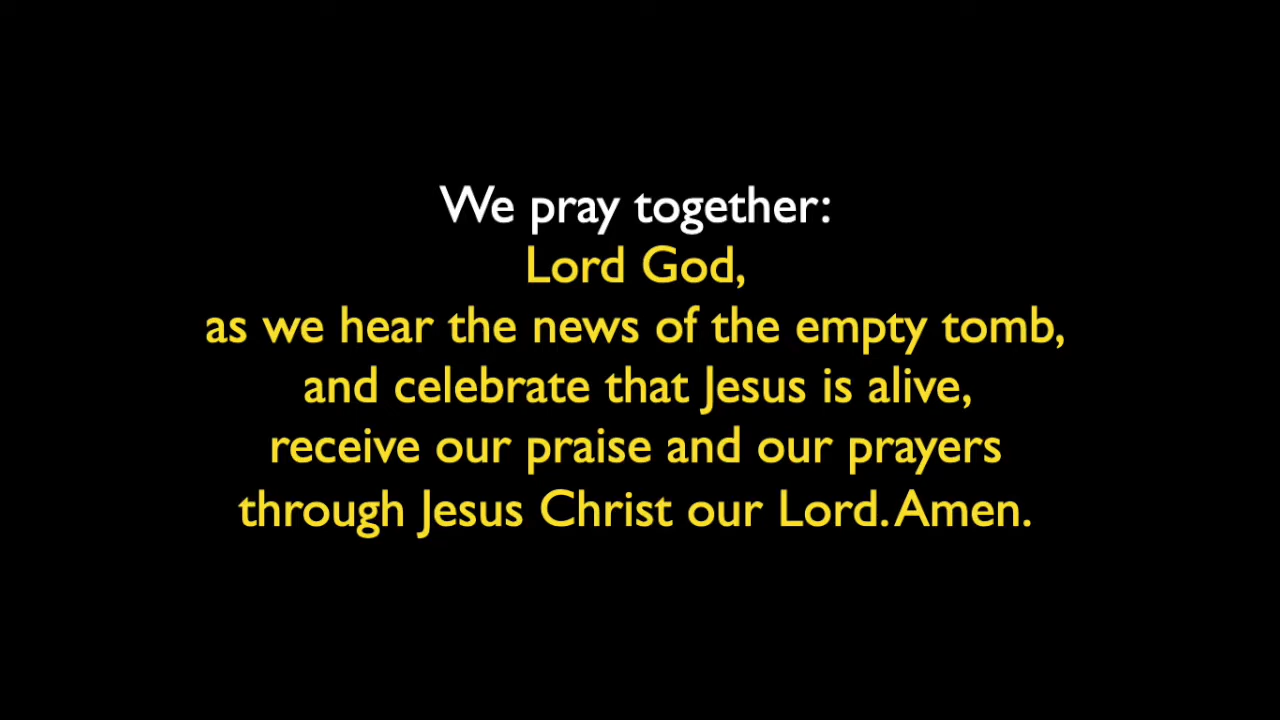 We pray together:
Lord God,
as we hear the news of the empty tomb,
and celebrate that Jesus is alive,
receive our praise and our prayers
through Jesus Christ our Lord. Amen.